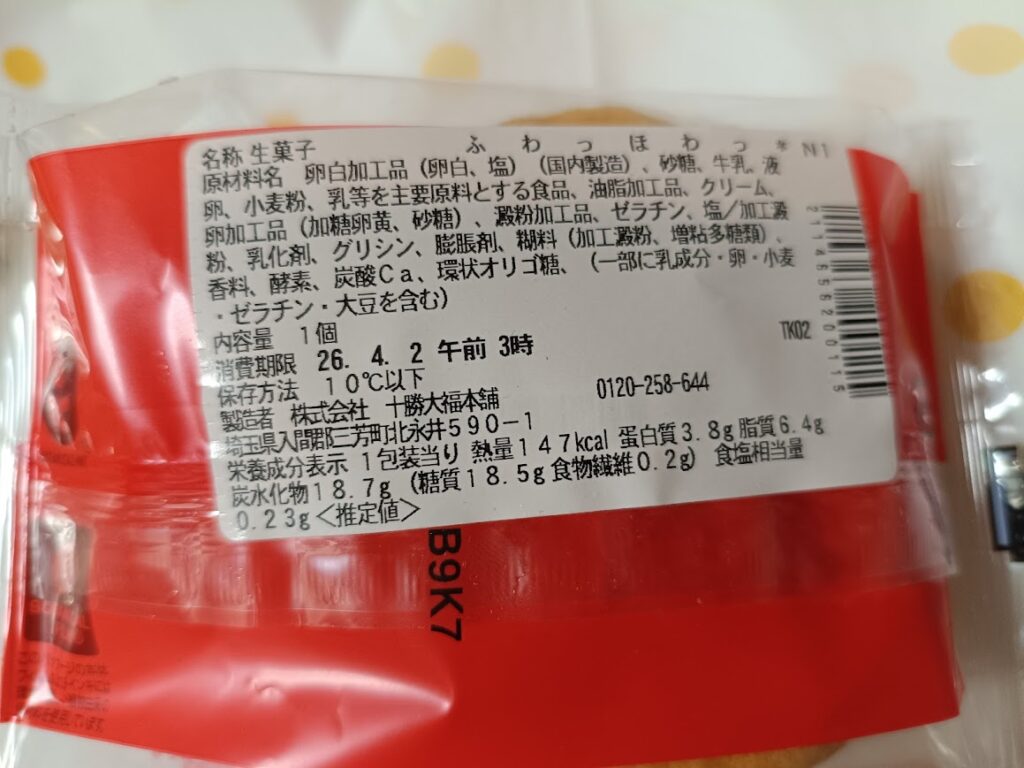 名称 生菓子 ふわっほわっ* N1
原材料名 卵白加工品（卵白、塩）（国内製造）、砂糖、牛乳、液
卵、小麦粉、乳等を主要原料とする食品、油脂加工品、クリーム、
卵加工品（加糖卵黄、砂糖）、澱粉加工品、ゼラチン、塩／加工澱
粉、乳化剤、グリシン、膨脹剤、糊料（加工澱粉、増粘多糖類）、
香料、酵素、炭酸Ｃａ、環状オリゴ糖、（一部に乳成分・卵・小麦
・ゼラチン・大豆を含む）
内容量 １個
消費期限 26. 4. 2 午前 3時
TK02
保存方法 １０℃以下
製造者 株式会社 十勝大福本舗 0120-258-644
埼玉県入間郡三芳町北永井５９０－１
栄養成分表示 １包装当り 熱量１４７kcal 蛋白質３.８g 脂質６.４g
炭水化物１８.７g （糖質１８.５g 食物繊維０.２g） 食塩相当量
０.２３g＜推定値＞
2114656200115
B9K7